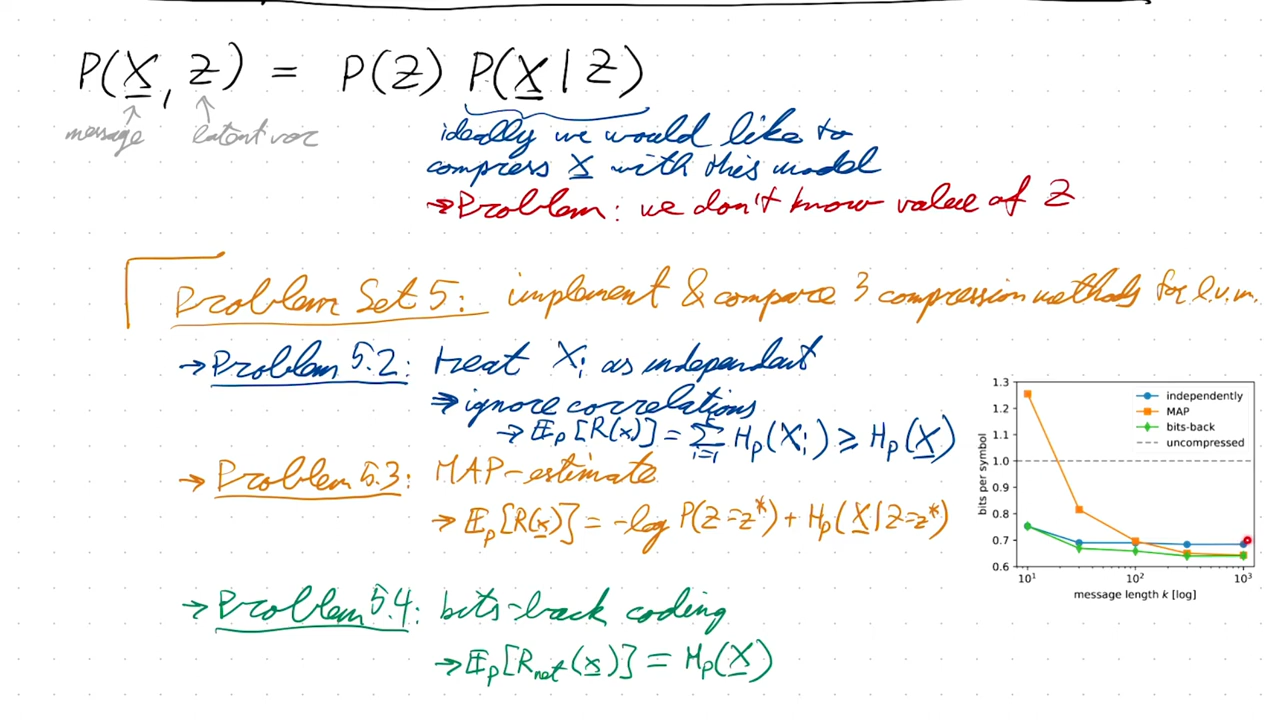 P(X, Z) = P(Z) P(X | Z)
message latent var
ideally we would like to
compress X with this model
→ Problem: we don't know value of Z
Problem Set 5: implement & compare 3 compression methods for l.v.m.
→ Problem 5.2: treat Xi as independent
⇒ ignore correlations
→ 𝔼P[R(x)] = Σi=1 HP(Xi) ⩾ HP(X)
→ Problem 5.3: MAP-estimate
→ 𝔼P[R(x)] = -log P(Z=z*) + HP(X | Z=z*)
→ Problem 5.4: bits-back coding
→ 𝔼P[Rnet(x)] = HP(X)
1.3
1.2
1.1
1.0
0.9
0.8
0.7
0.6
bits per symbol
independently
MAP
bits-back
uncompressed
10¹ 10² 10³
message length k [log]